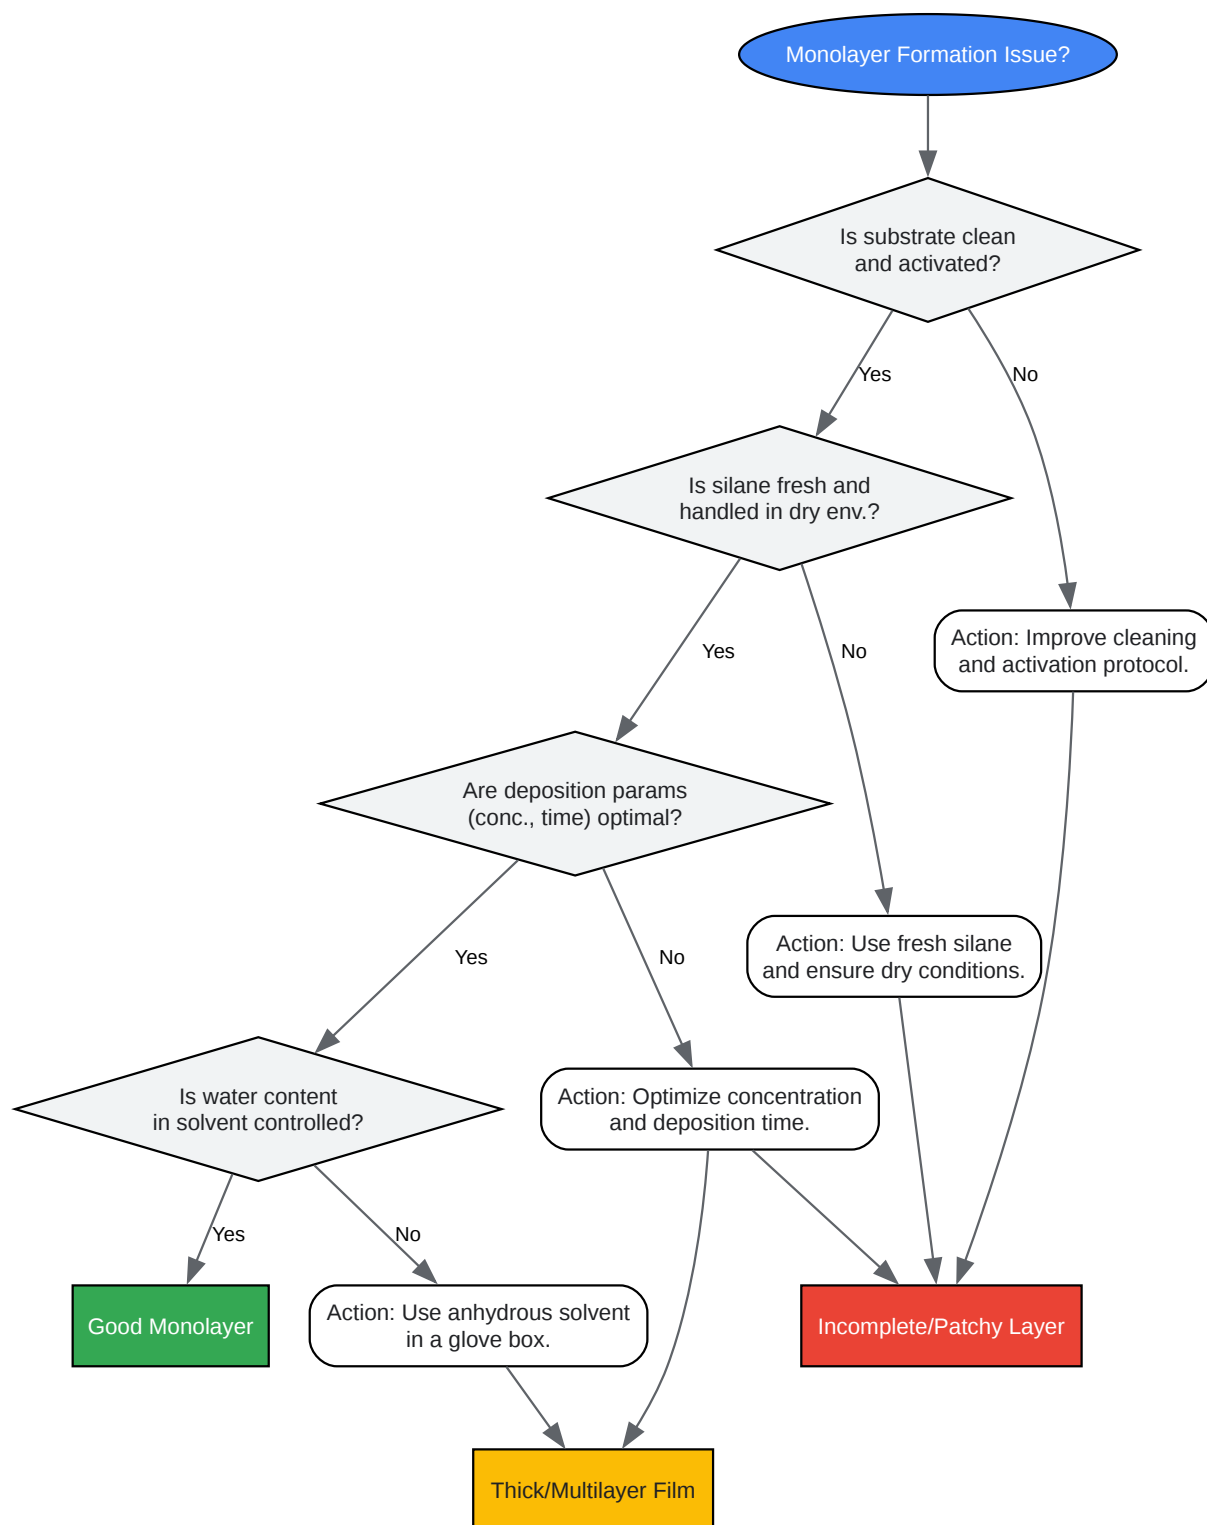 Monolayer Formation Issue?
Is substrate clean
and activated?
Yes
No
Is silane fresh and
handled in dry env.?
Yes
No
Action: Improve cleaning
and activation protocol.
Are deposition params
(conc., time) optimal?
Yes
No
Action: Use fresh silane
and ensure dry conditions.
Is water content
in solvent controlled?
Action: Optimize concentration
and deposition time.
Yes
No
Good Monolayer
Action: Use anhydrous solvent
in a glove box.
Incomplete/Patchy Layer
Thick/Multilayer Film